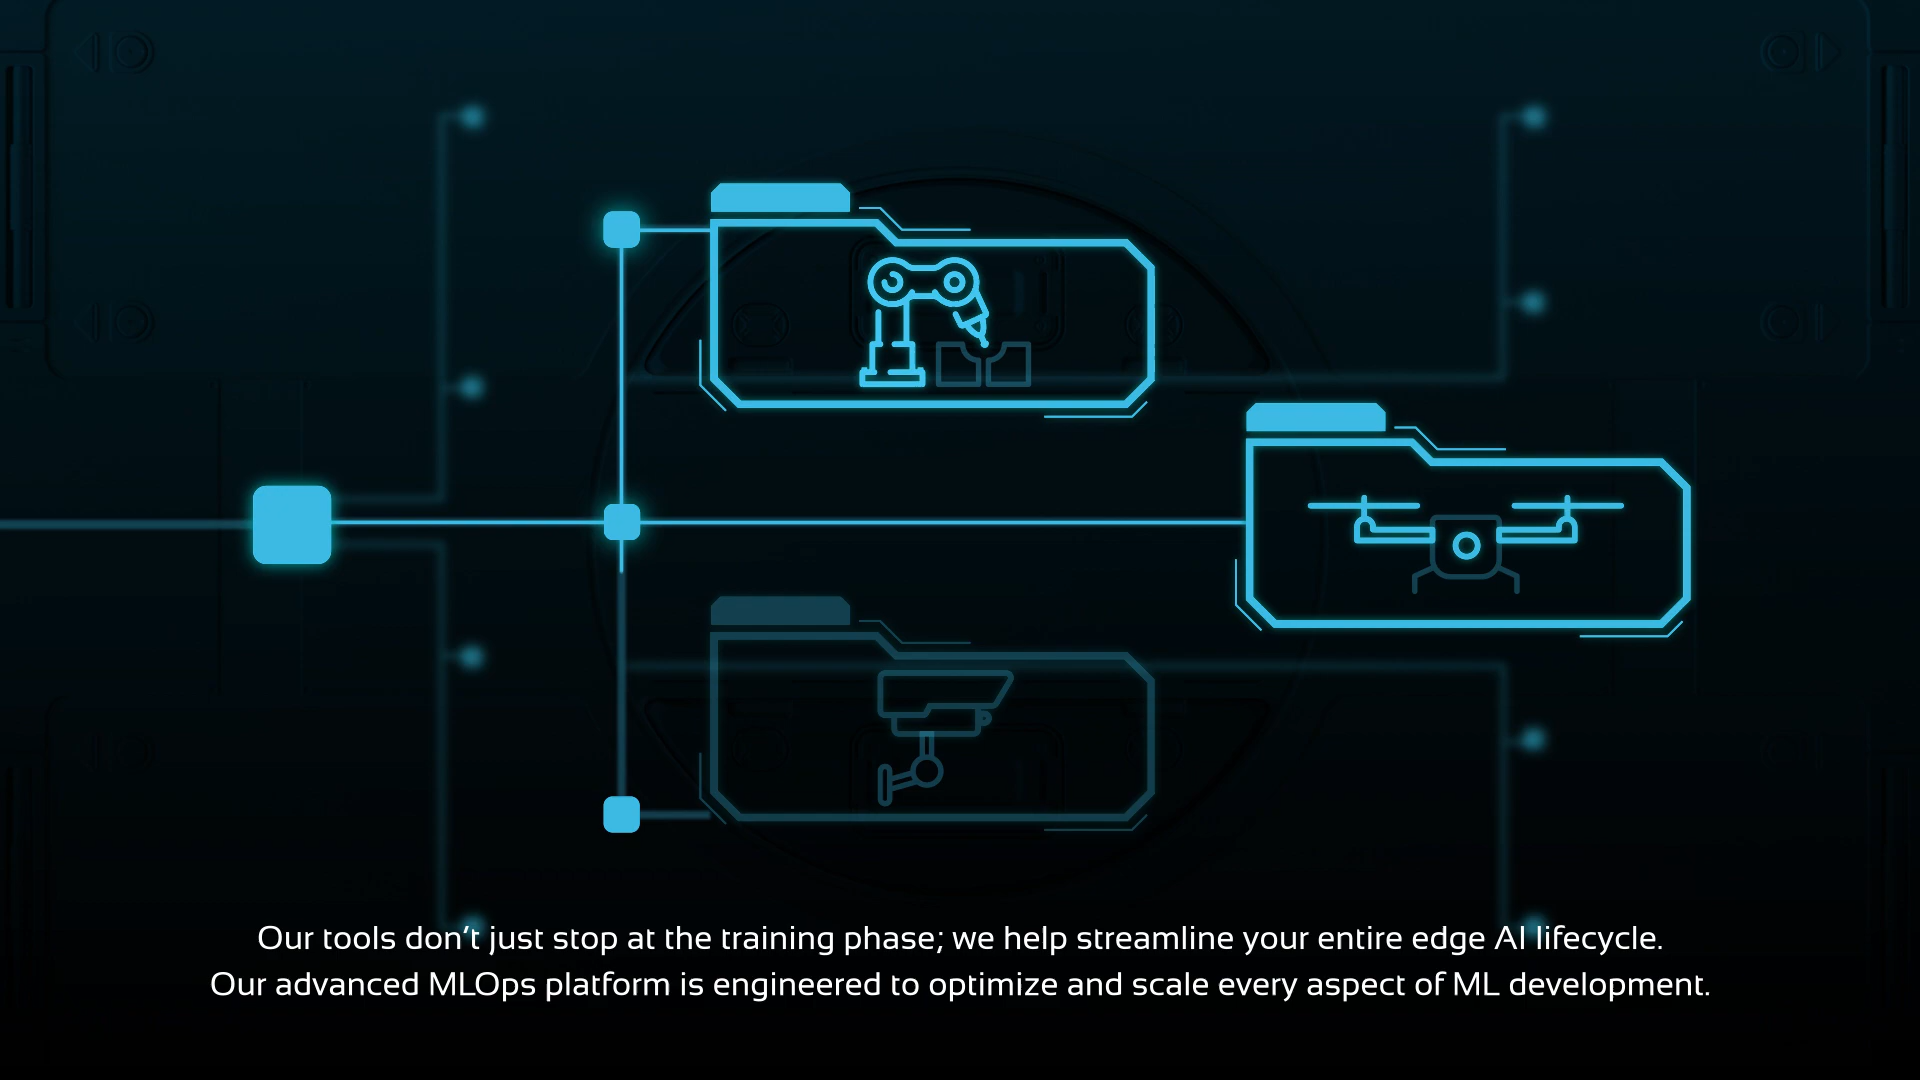 Our tools don’t just stop at the training phase; we help streamline your entire edge AI lifecycle.
Our advanced MLOps platform is engineered to optimize and scale every aspect of ML development.